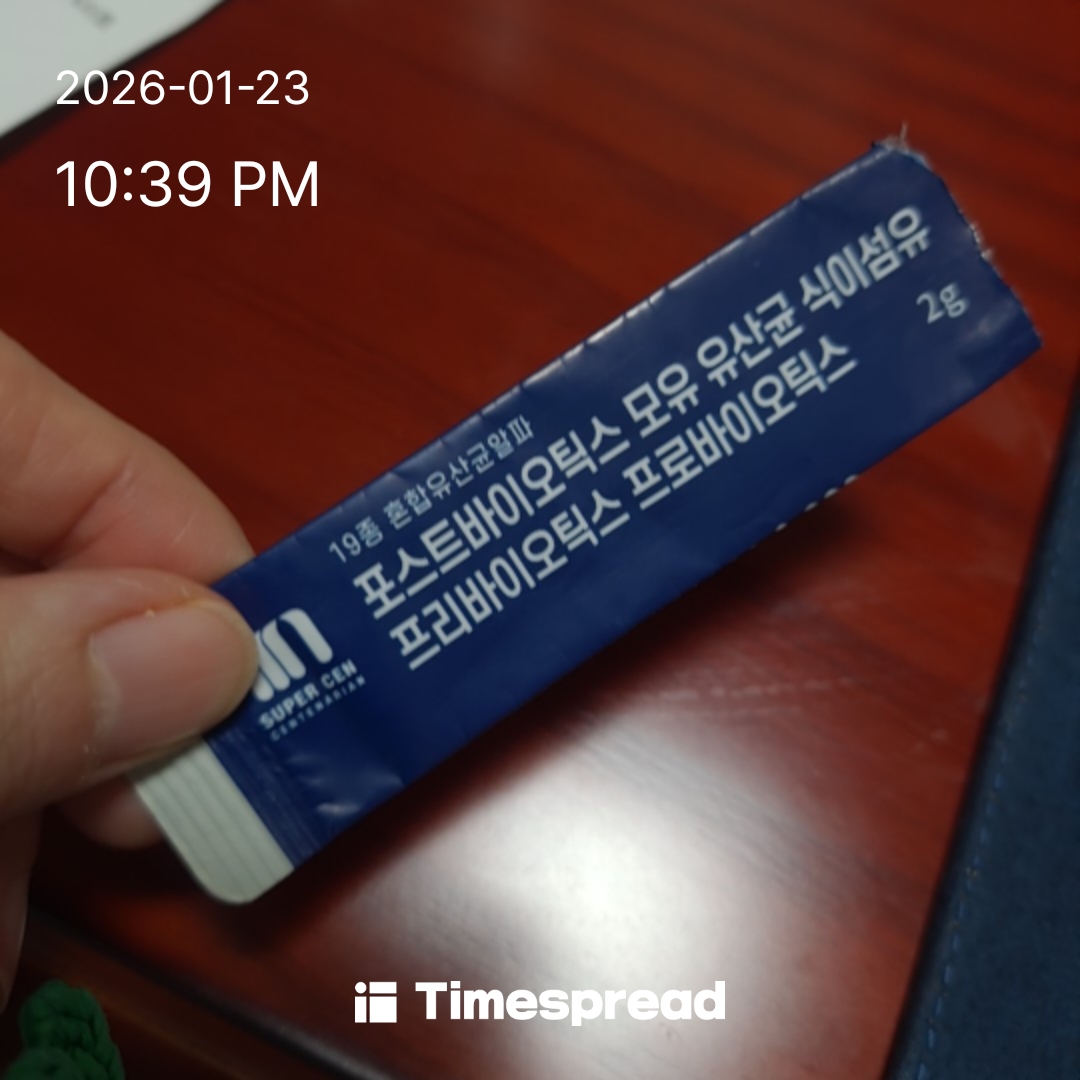 2026-01-23
10:39 PM
19종 혼합유산균알파
포스트바이오틱스 모유 유산균 식이섬유
프리바이오틱스 프로바이오틱스
2g
SUPER CEN
CENTENARIAN
Timespread